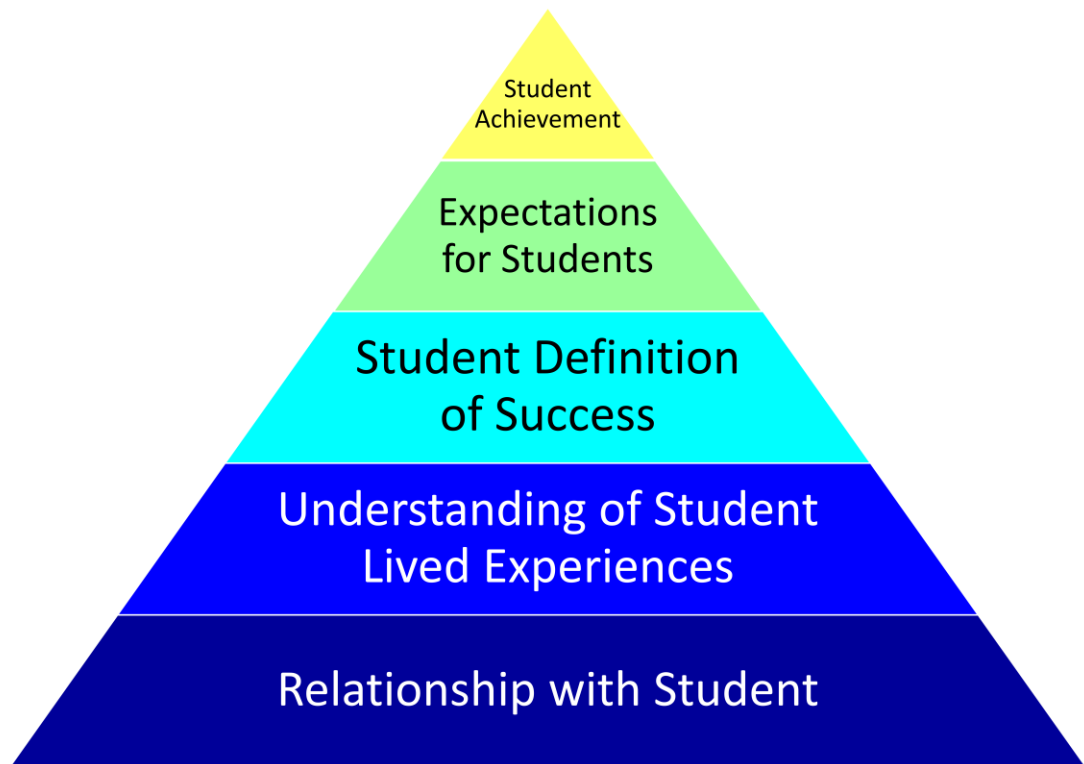 Student
Achievement
Expectations
for Students
Student Definition
of Success
Understanding of Student
Lived Experiences
Relationship with Student